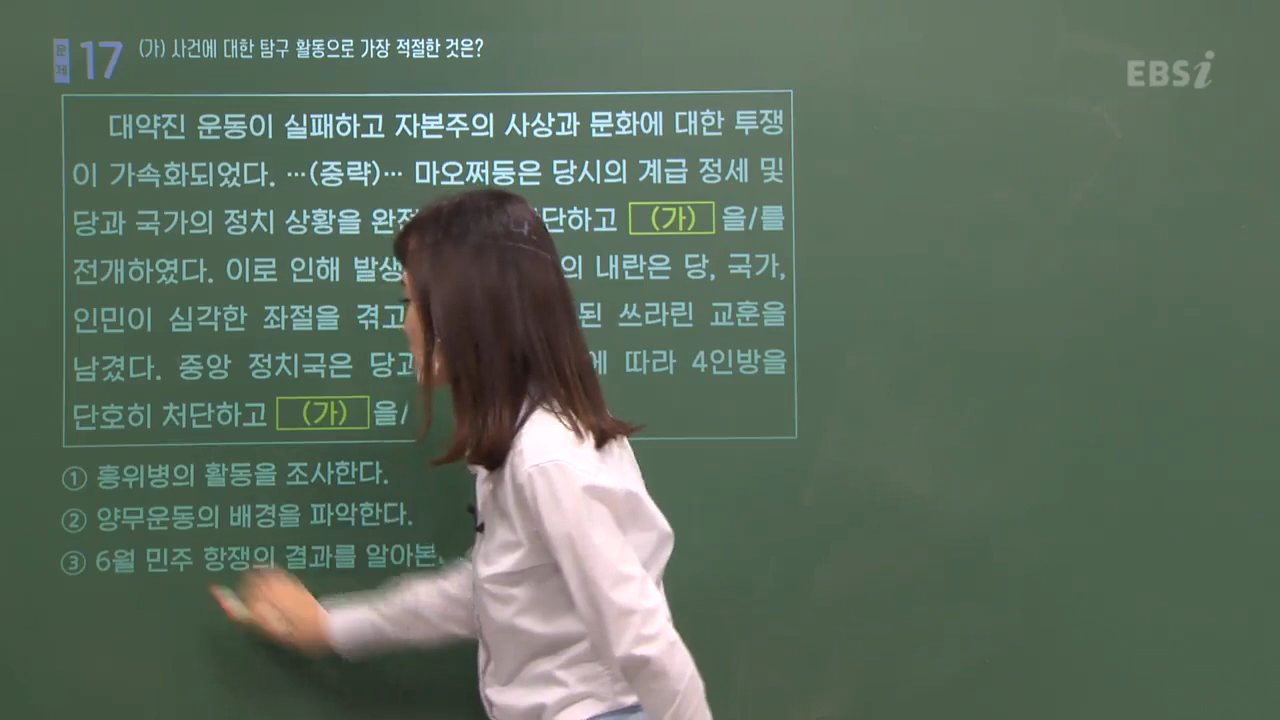 문제 17 (가) 사건에 대한 탐구 활동으로 가장 적절한 것은?
EBSi
대약진 운동이 실패하고 자본주의 사상과 문화에 대한 투쟁
이 가속화되었다. …(중략)… 마오쩌둥은 당시의 계급 정세 및
당과 국가의 정치 상황을 단하고 (가) 을/를
전개하였다. 이로 인해 발생 의 내란은 당, 국가,
인민이 심각한 좌절을 겪고 된 쓰라린 교훈을
남겼다. 중앙 정치국은 당과 에 따라 4인방을
단호히 처단하고 (가) 을/
① 홍위병의 활동을 조사한다.
② 양무운동의 배경을 파악한다.
③ 6월 민주 항쟁의 결과를 알아본